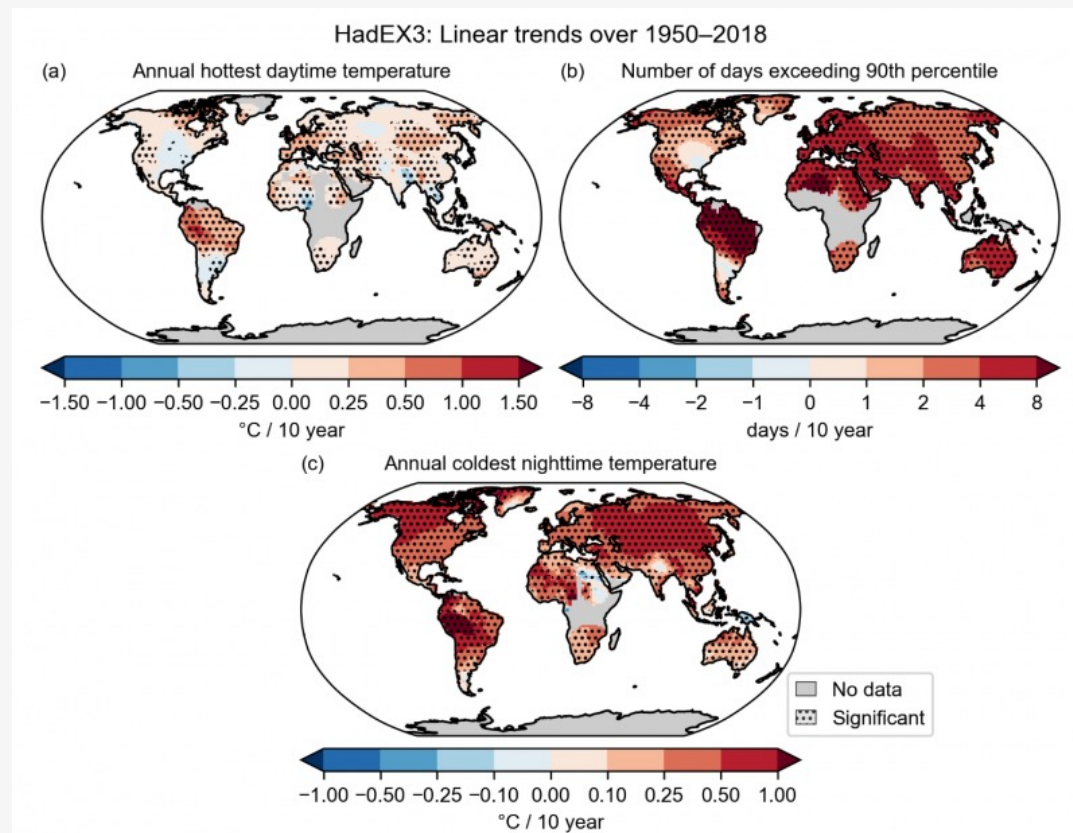 HadEX3: Linear trends over 1950–2018
(a) Annual hottest daytime temperature
(b) Number of days exceeding 90th percentile
−1.50 −1.00 −0.50 −0.25 0.00 0.25 0.50 1.00 1.50
°C / 10 year
−8 −4 −2 −1 0 1 2 4 8
days / 10 year
(c) Annual coldest nighttime temperature
No data
Significant
−1.00 −0.50 −0.25 −0.10 0.00 0.10 0.25 0.50 1.00
°C / 10 year